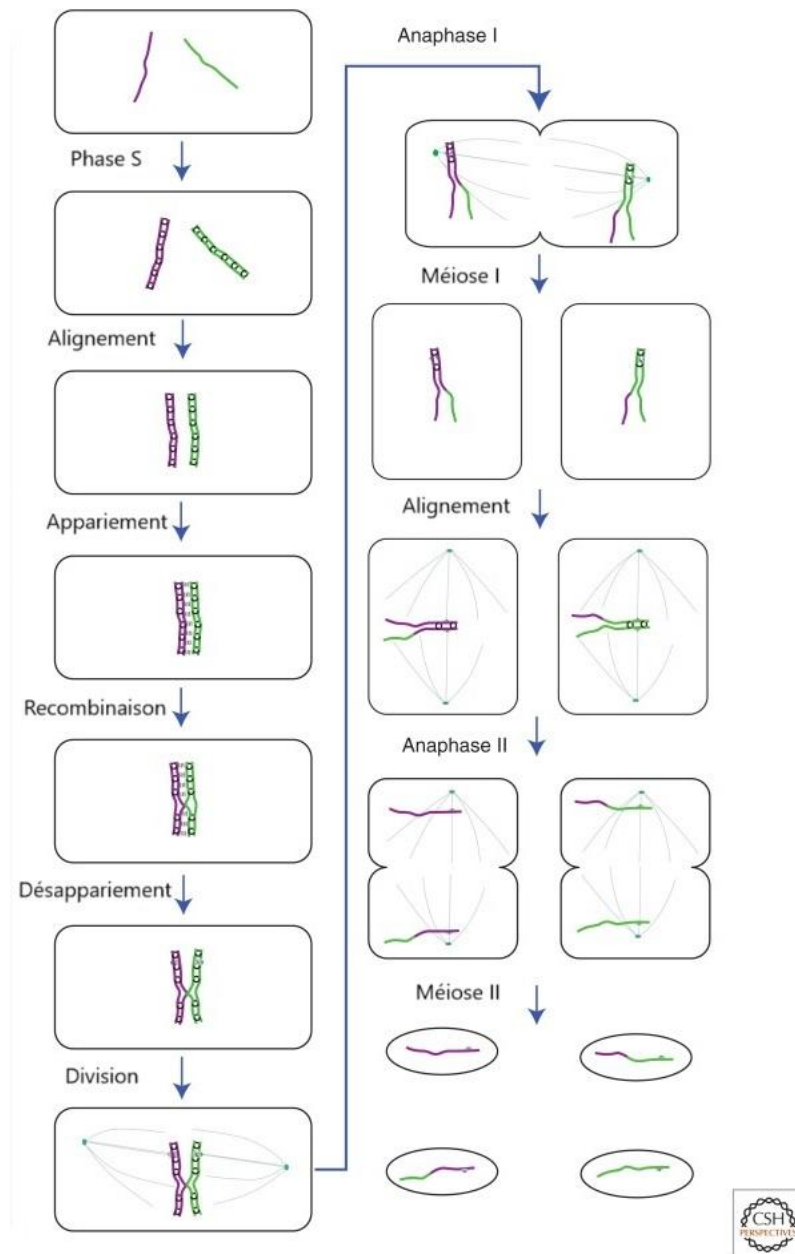 Phase S
Alignement
Appariement
Recombinaison
Désappariement
Division
Anaphase I
Méiose I
Alignement
Anaphase II
Méiose II
CSH
PERSPECTIVES